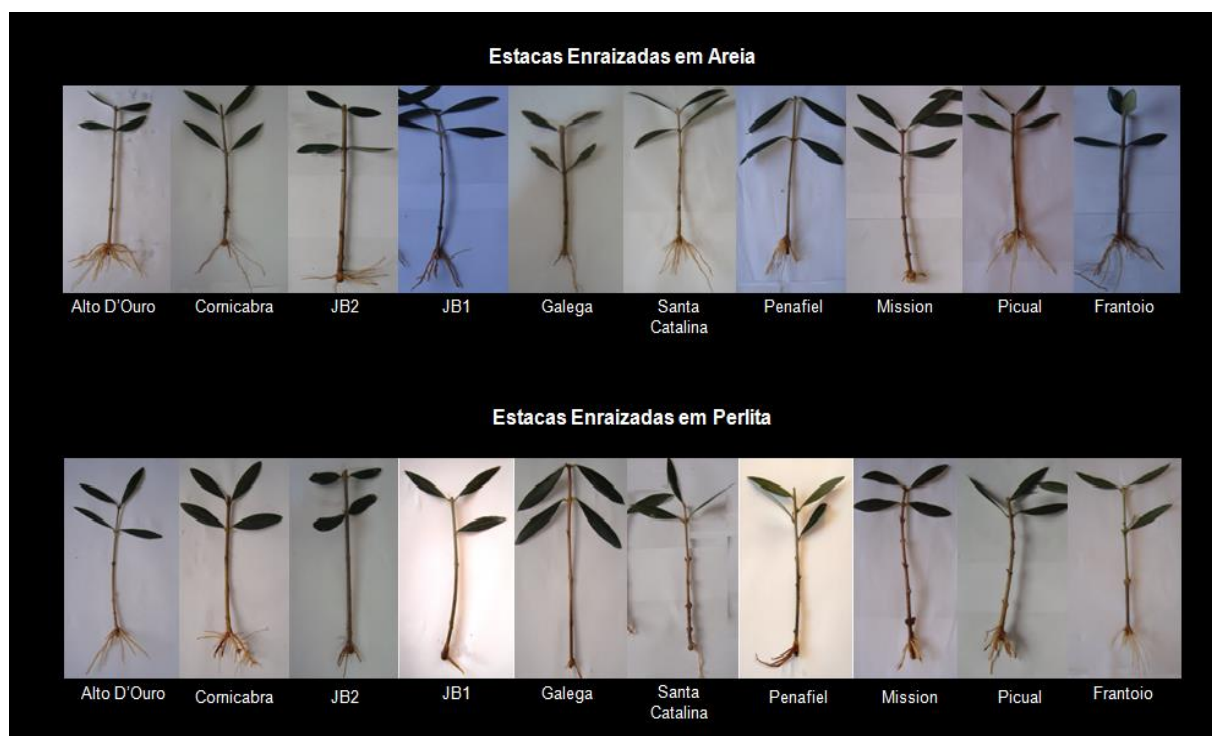 Estacas Enraizadas em Areia
Alto D'Ouro
Cornicabra
JB2
JB1
Galega
Santa
Catalina
Penafiel
Mission
Picual
Frantoio
Estacas Enraizadas em Perlita
Alto D'Ouro
Cornicabra
JB2
JB1
Galega
Santa
Catalina
Penafiel
Mission
Picual
Frantoio